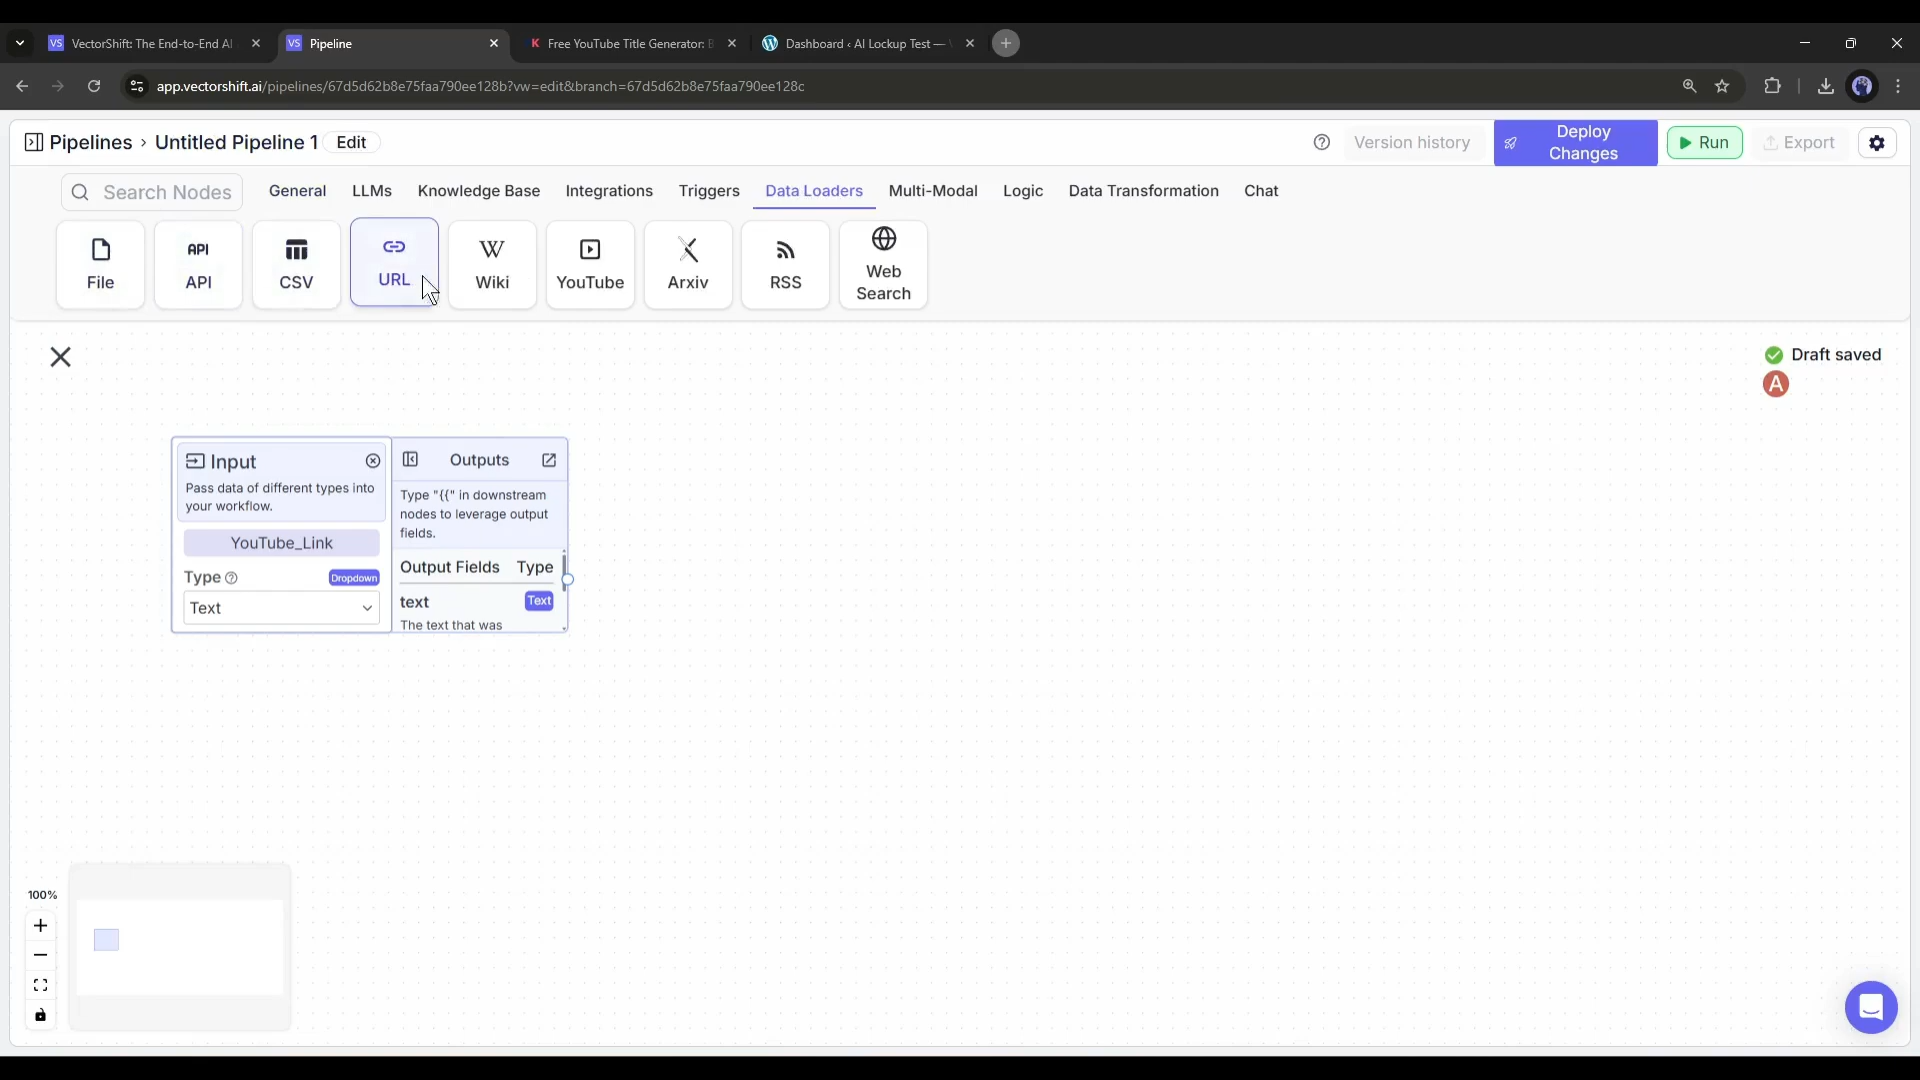 VectorShift: The End-to-End AI
Pipeline
Free YouTube Title Generator: B
Dashboard ‹ AI Lockup Test —
app.vectorshift.ai/pipelines/67d5d62b8e75faa790ee128b?vw=edit&branch=67d5d62b8e75faa790ee128c
Pipelines › Untitled Pipeline 1 Edit
Version history
Deploy
Changes
Run
Export
Search Nodes
General
LLMs
Knowledge Base
Integrations
Triggers
Data Loaders
Multi-Modal
Logic
Data Transformation
Chat
File
API
API
CSV
URL
Wiki
YouTube
Arxiv
RSS
Web
Search
Draft saved
A
Input
Pass data of different types into
your workflow.
YouTube_Link
Type
Dropdown
Text
Outputs
Type "{{" in downstream
nodes to leverage output
fields.
Output Fields Type
text Text
The text that was
100%